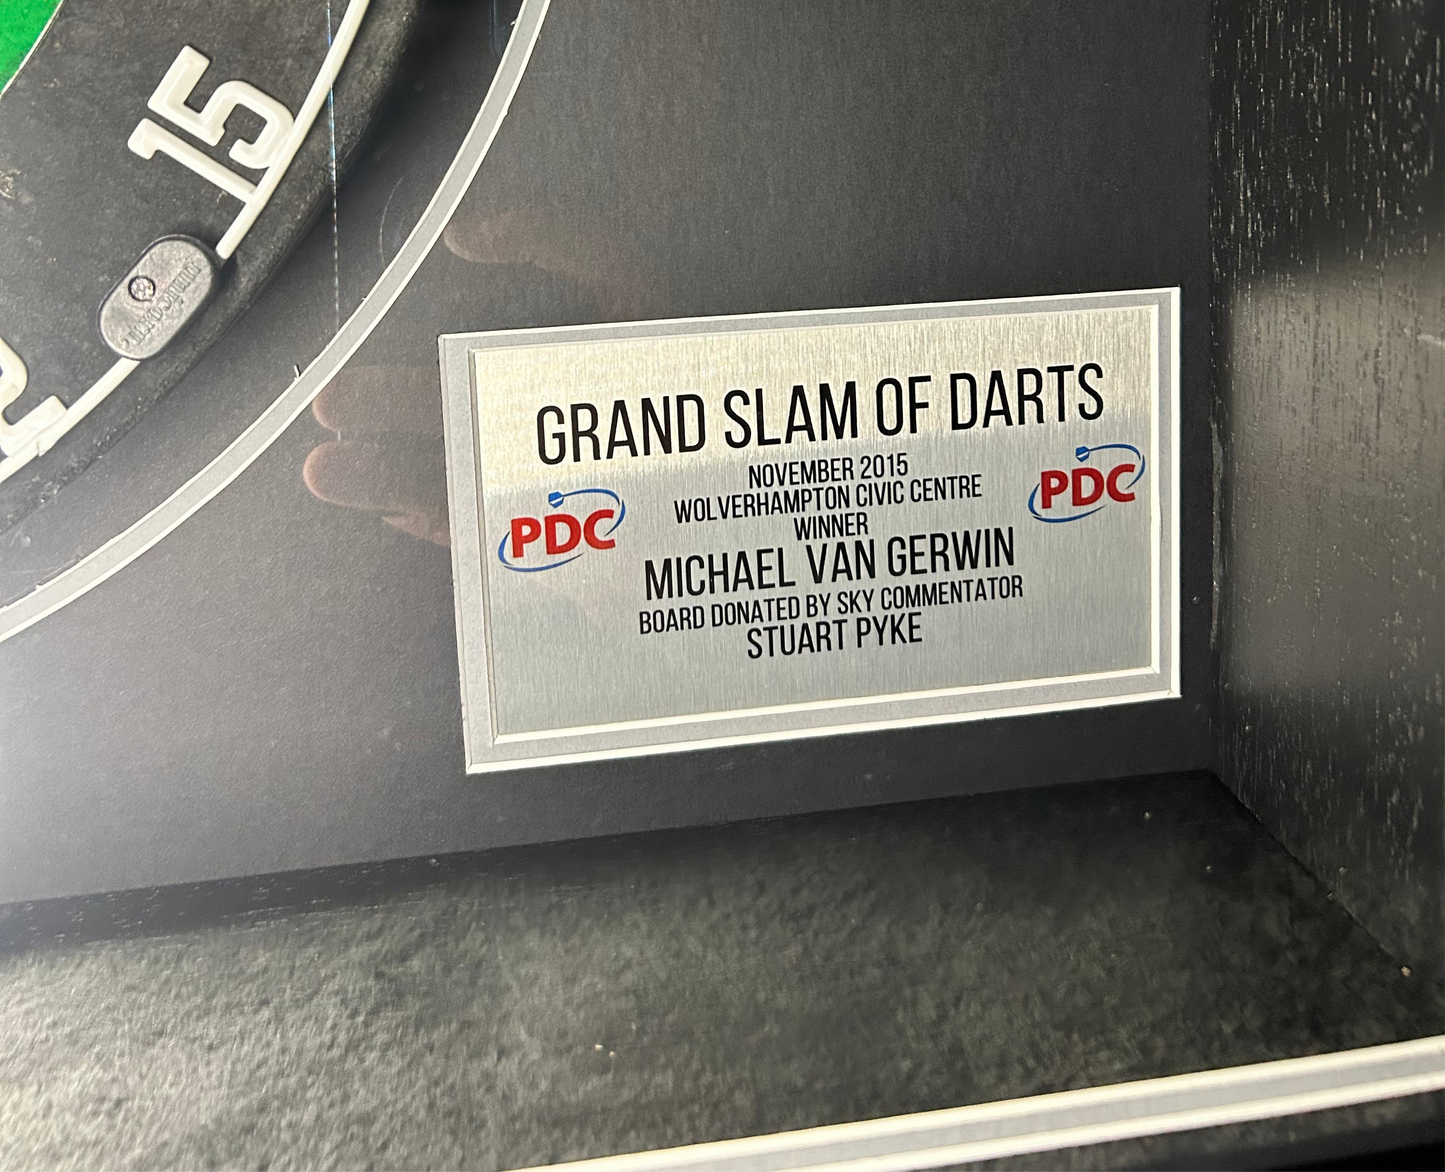 15
GRAND SLAM OF DARTS
NOVEMBER 2015
WOLVERHAMPTON CIVIC CENTRE
WINNER
MICHAEL VAN GERWIN
BOARD DONATED BY SKY COMMENTATOR
STUART PYKE
PDC
PDC